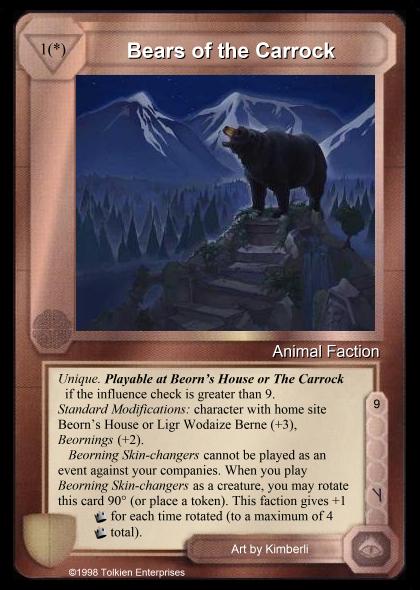 1(*)
Bears of the Carrock
Animal Faction
Unique. Playable at Beorn's House or The Carrock
if the influence check is greater than 9.
Standard Modifications: character with home site
Beorn's House or Ligr Wodaize Berne (+3),
Beornings (+2).
Beorning Skin-changers cannot be played as an
event against your companies. When you play
Beorning Skin-changers as a creature, you may rotate
this card 90° (or place a token). This faction gives +1
for each time rotated (to a maximum of 4
total).
9
Art by Kimberli
©1998 Tolkien Enterprises